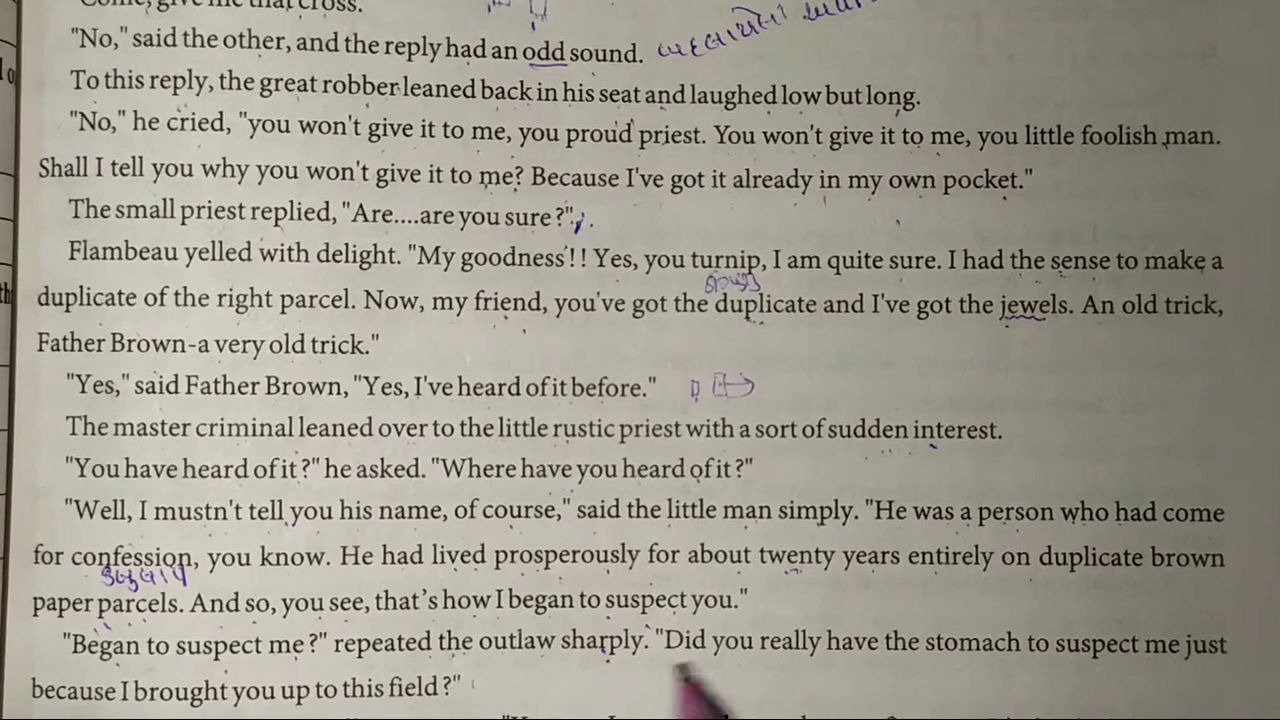 "No," said the other, and the reply had an odd sound.
To this reply, the great robber leaned back in his seat and laughed low but long.
"No," he cried, "you won't give it to me, you proud priest. You won't give it to me, you little foolish man.
Shall I tell you why you won't give it to me? Because I've got it already in my own pocket."
The small priest replied, "Are....are you sure?"
Flambeau yelled with delight. "My goodness!! Yes, you turnip, I am quite sure. I had the sense to make a
duplicate of the right parcel. Now, my friend, you've got the duplicate and I've got the jewels. An old trick,
Father Brown-a very old trick."
"Yes," said Father Brown, "Yes, I've heard of it before."
The master criminal leaned over to the little rustic priest with a sort of sudden interest.
"You have heard of it?" he asked. "Where have you heard of it?"
"Well, I mustn't tell you his name, of course," said the little man simply. "He was a person who had come
for confession, you know. He had lived prosperously for about twenty years entirely on duplicate brown
paper parcels. And so, you see, that's how I began to suspect you."
"Began to suspect me?" repeated the outlaw sharply. "Did you really have the stomach to suspect me just
because I brought you up to this field?"